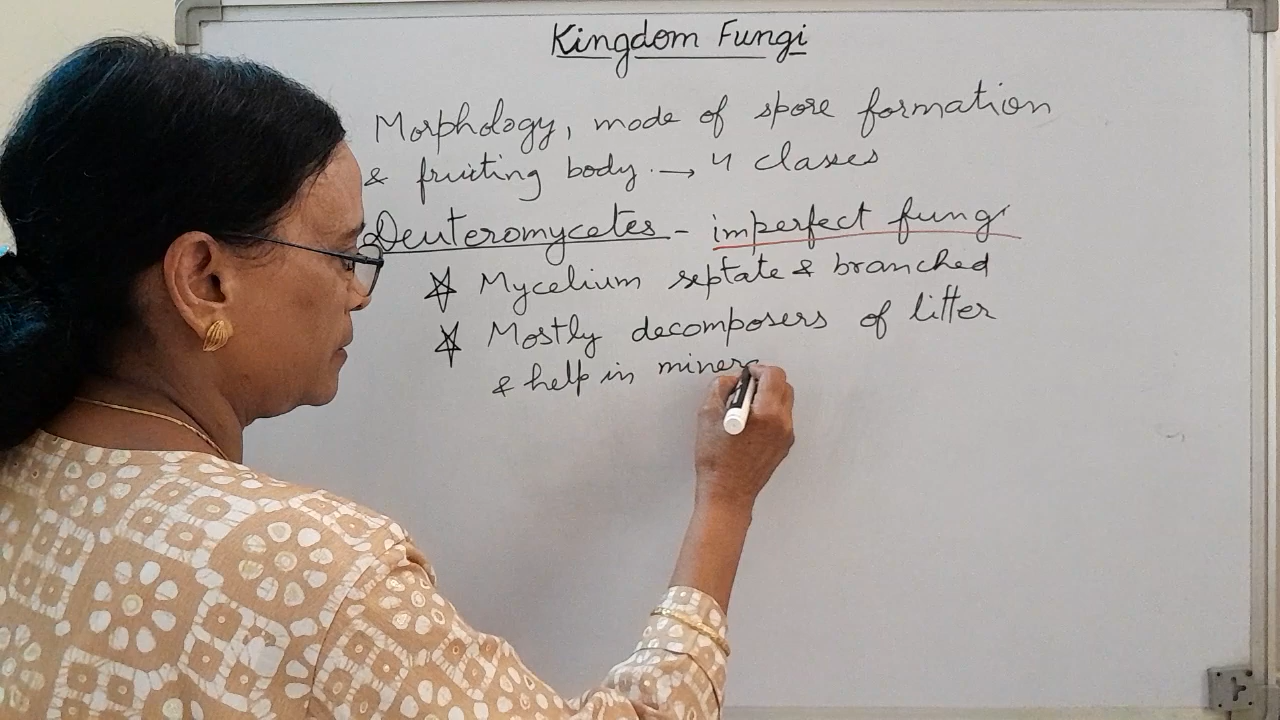 Kingdom Fungi
Morphology, mode of spore formation
& fruiting body. → 4 classes
Deuteromycetes - imperfect fungi
☆ Mycelium septate & branched
☆ Mostly decomposers of litter
& help in minera